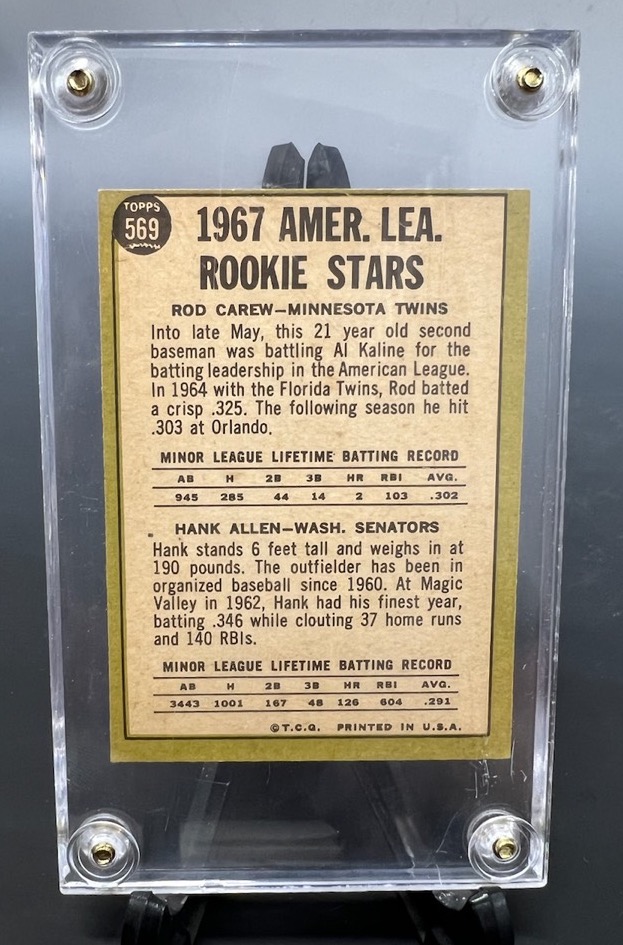 TOPPS
569
1967 AMER. LEA.
ROOKIE STARS
ROD CAREW—MINNESOTA TWINS
Into late May, this 21 year old second
baseman was battling Al Kaline for the
batting leadership in the American League.
In 1964 with the Florida Twins, Rod batted
a crisp .325. The following season he hit
.303 at Orlando.
MINOR LEAGUE LIFETIME BATTING RECORD
AB H 2B 3B HR RBI AVG.
945 285 44 14 2 103 .302
HANK ALLEN—WASH. SENATORS
Hank stands 6 feet tall and weighs in at
190 pounds. The outfielder has been in
organized baseball since 1960. At Magic
Valley in 1962, Hank had his finest year,
batting .346 while clouting 37 home runs
and 140 RBIs.
MINOR LEAGUE LIFETIME BATTING RECORD
AB H 2B 3B HR RBI AVG.
3443 1001 167 48 126 604 .291
©T.C.G. PRINTED IN U.S.A.